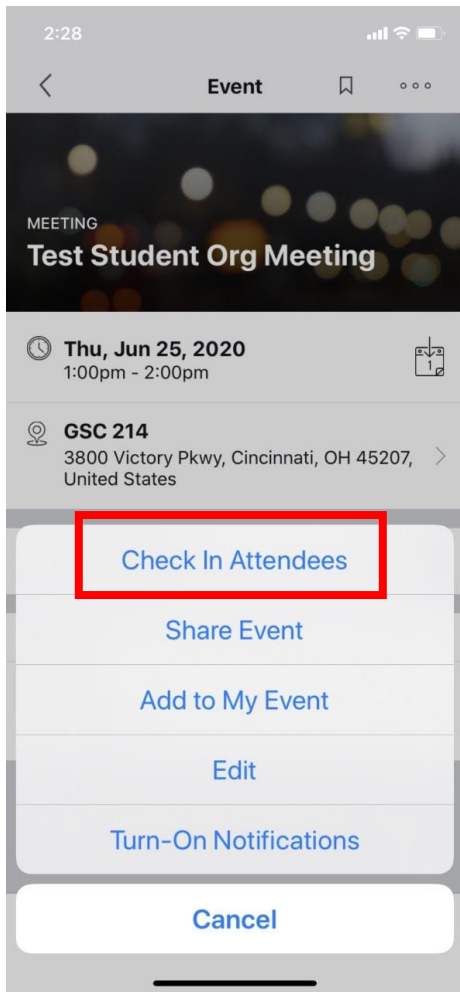 2:28
Event
MEETING
Test Student Org Meeting
Thu, Jun 25, 2020
1:00pm - 2:00pm
1
GSC 214
3800 Victory Pkwy, Cincinnati, OH 45207,
United States
Check In Attendees
Share Event
Add to My Event
Edit
Turn-On Notifications
Cancel